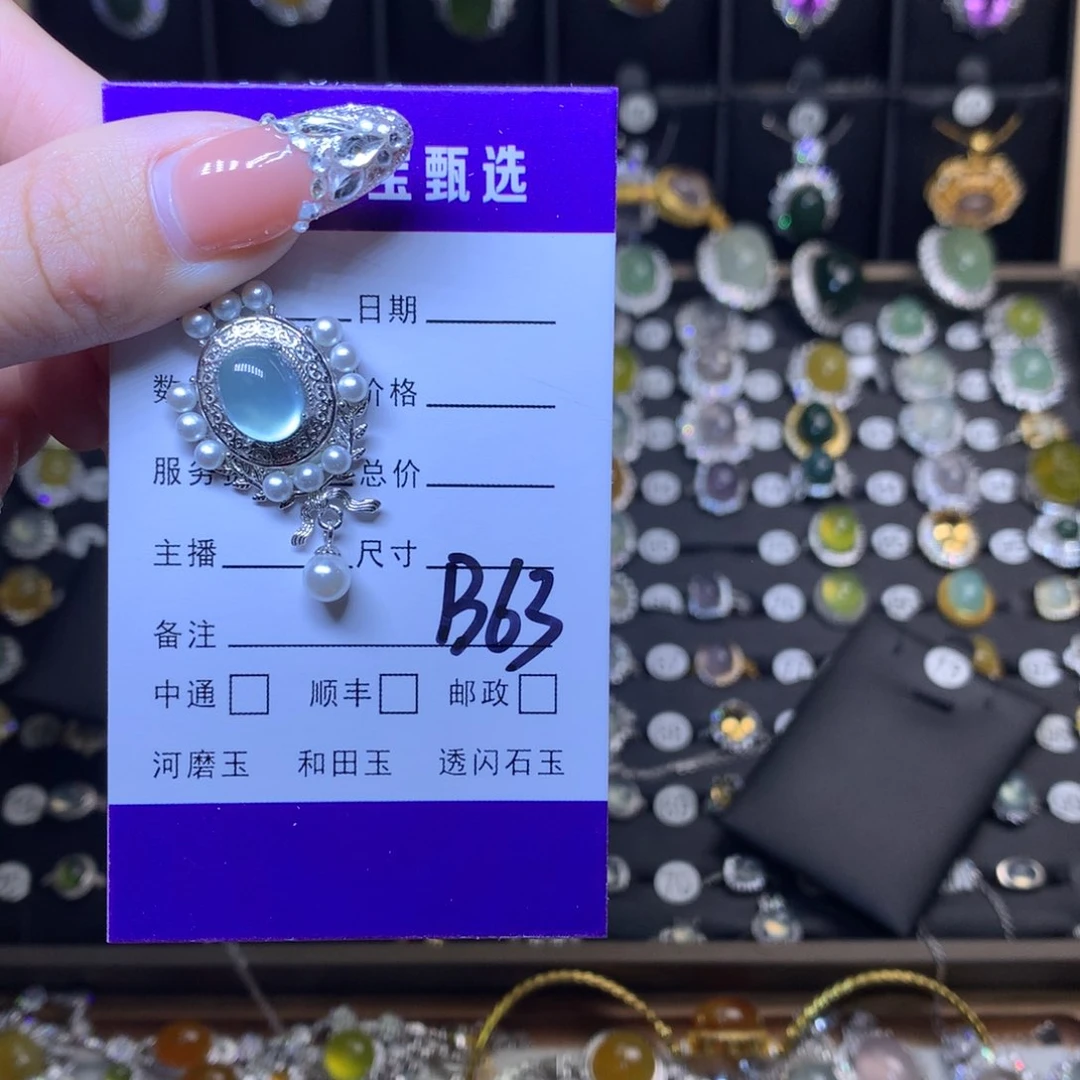 宝甄选
日期
数 价格
服务 总价
主播 尺寸
B63
备注
中通 顺丰 邮政
河磨玉 和田玉 透闪石玉